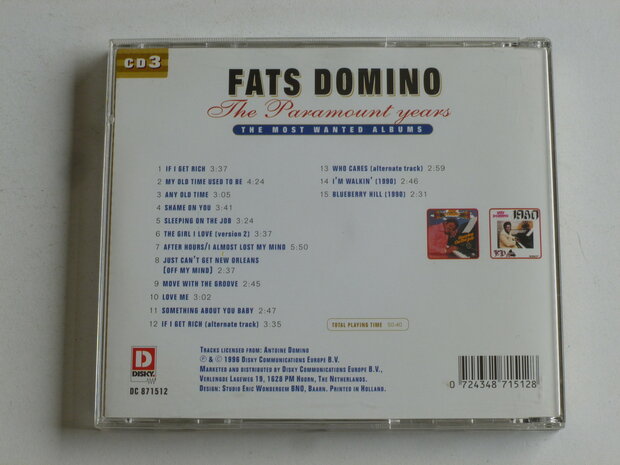 CD 3
FATS DOMINO
The Paramount years
THE MOST WANTED ALBUMS
1 IF I GET RICH 3:37
2 MY OLD TIME USED TO BE 4:24
3 ANY OLD TIME 3:05
4 SHAME ON YOU 3:41
5 SLEEPING ON THE JOB 3:24
6 THE GIRL I LOVE (version 2) 3:37
7 AFTER HOURS/I ALMOST LOST MY MIND 5:50
8 JUST CAN'T GET NEW ORLEANS
[OFF MY MIND] 2:37
9 MOVE WITH THE GROOVE 2:45
10 LOVE ME 3:02
11 SOMETHING ABOUT YOU BABY 2:47
12 IF I GET RICH (alternate track) 3:35
13 WHO CARES (alternate track) 2:59
14 I'M WALKIN' (1990) 2:46
15 BLUEBERRY HILL (1990) 2:31
1980
TOTAL PLAYING TIME 50:40
D
DISKY
DC 871512
TRACKS LICENSED FROM: ANTOINE DOMINO
℗ & © 1996 DISKY COMMUNICATIONS EUROPE B.V.
MARKETED AND DISTRIBUTED BY DISKY COMMUNICATIONS EUROPE B.V.,
VERLENGDE LAGEWEG 19, 1628 PM HOORN, THE NETHERLANDS.
DESIGN: STUDIO ERIC WONDERGEM BNO, BAARN. PRINTED IN HOLLAND.
0 724348 715128